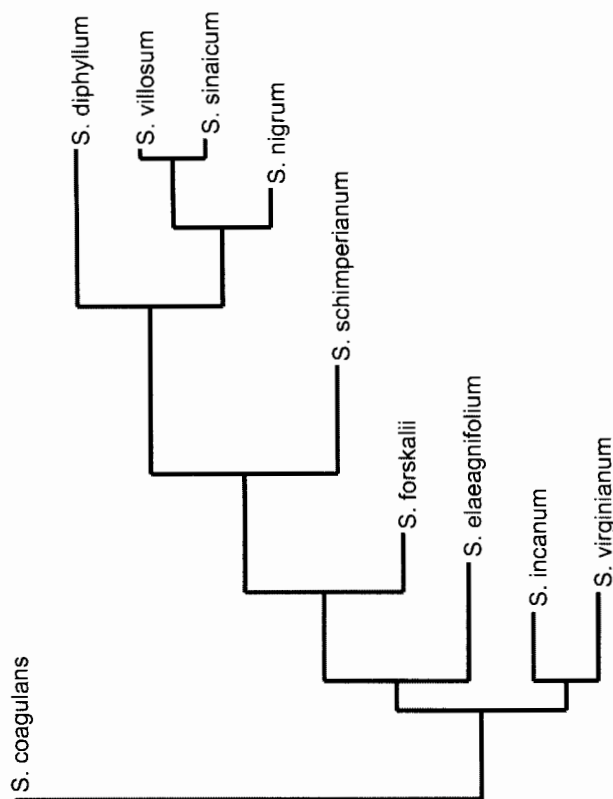 S. diphyllum
S. villosum
S. sinaicum
S. nigrum
S. schimperianum
S. forskalii
S. elaeagnifolium
S. incanum
S. virginianum
S. coagulans